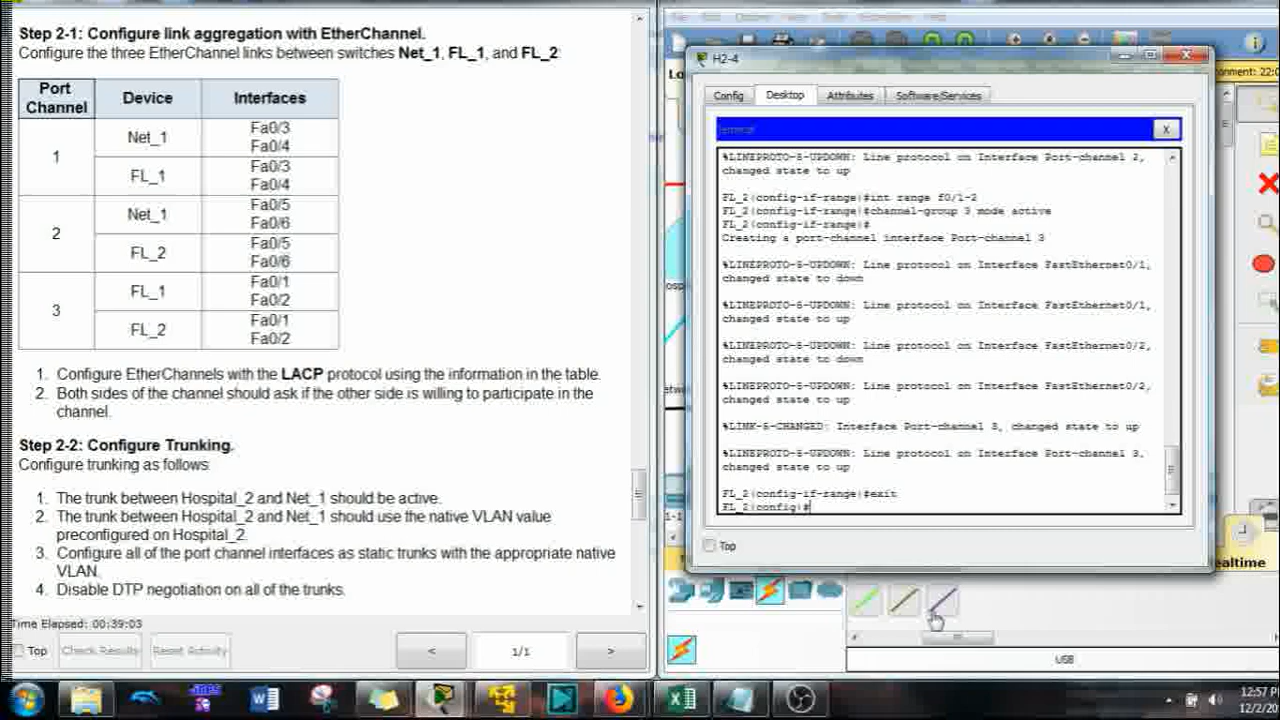 Step 2-1: Configure link aggregation with EtherChannel.
Configure the three EtherChannel links between switches Net_1, FL_1, and FL_2:
Port Channel Device Interfaces
1 Net_1 Fa0/3
Fa0/4
FL_1 Fa0/3
Fa0/4
2 Net_1 Fa0/5
Fa0/6
FL_2 Fa0/5
Fa0/6
3 FL_1 Fa0/1
Fa0/2
FL_2 Fa0/1
Fa0/2
1. Configure EtherChannels with the LACP protocol using the information in the table.
2. Both sides of the channel should ask if the other side is willing to participate in the
channel.
Step 2-2: Configure Trunking.
Configure trunking as follows:
1. The trunk between Hospital_2 and Net_1 should be active.
2. The trunk between Hospital_2 and Net_1 should use the native VLAN value
preconfigured on Hospital_2.
3. Configure all of the port channel interfaces as static trunks with the appropriate native
VLAN.
4. Disable DTP negotiation on all of the trunks.
Time Elapsed: 00:39:03
Top Check Results Reset Activity < 1/1 >
H2-4
Config Desktop Attributes Software/Services
Terminal X
%LINEPROTO-5-UPDOWN: Line protocol on Interface Port-channel 2,
changed state to up
FL_2(config-if-range)#int range f0/1-2
FL_2(config-if-range)#channel-group 3 mode active
FL_2(config-if-range)#
Creating a port-channel interface Port-channel 3
%LINEPROTO-5-UPDOWN: Line protocol on Interface FastEthernet0/1,
changed state to down
%LINEPROTO-5-UPDOWN: Line protocol on Interface FastEthernet0/1,
changed state to up
%LINEPROTO-5-UPDOWN: Line protocol on Interface FastEthernet0/2,
changed state to down
%LINEPROTO-5-UPDOWN: Line protocol on Interface FastEthernet0/2,
changed state to up
%LINK-5-CHANGED: Interface Port-channel 3, changed state to up
%LINEPROTO-5-UPDOWN: Line protocol on Interface Port-channel 3,
changed state to up
FL_2(config-if-range)#exit
FL_2(config)#
Top
ronment: 22:0
ealtime
USB
12:57 P
12/2/20